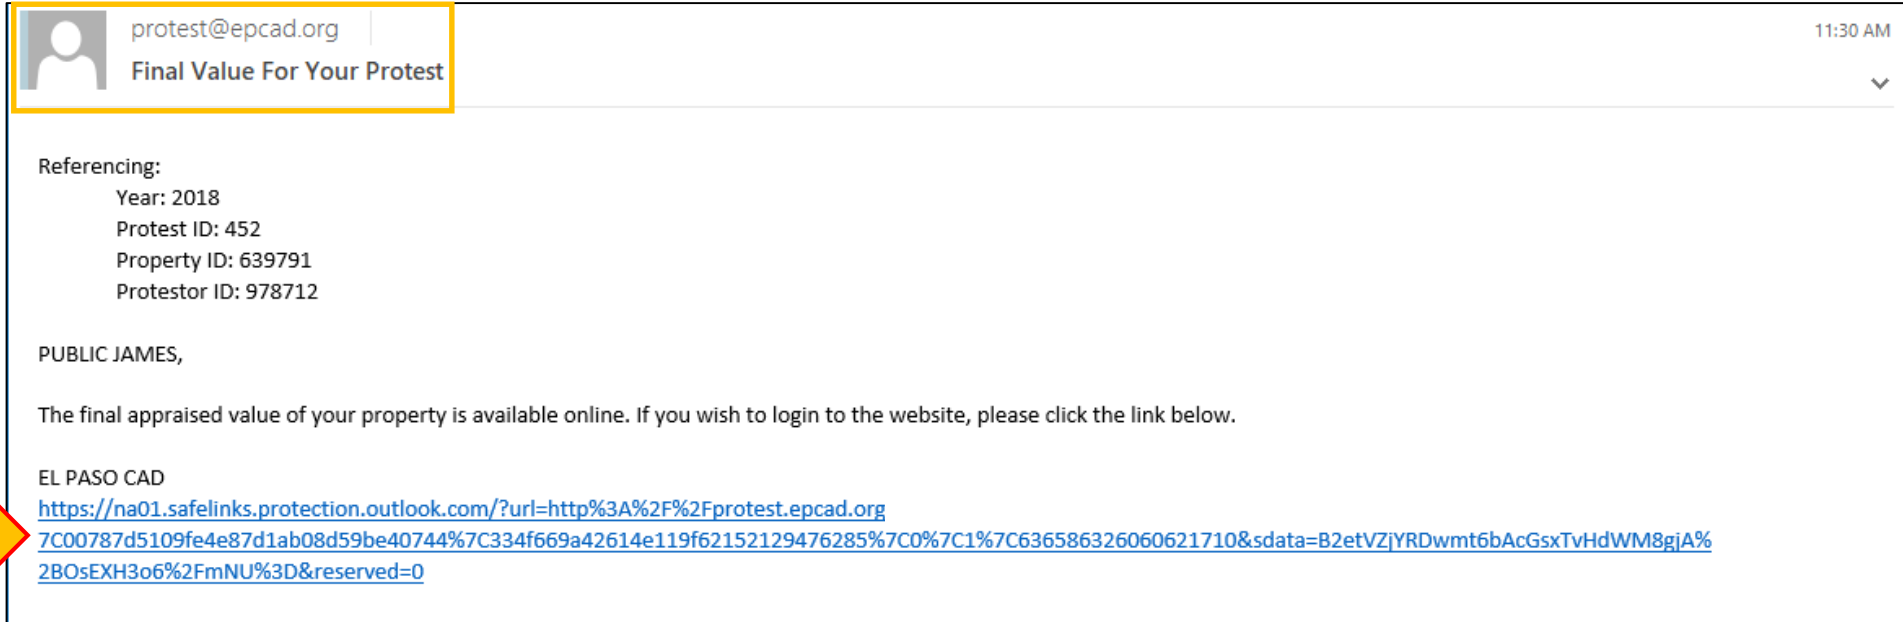 protest@epcad.org
11:30 AM
Final Value For Your Protest
Referencing:
Year: 2018
Protest ID: 452
Property ID: 639791
Protestor ID: 978712
PUBLIC JAMES,
The final appraised value of your property is available online. If you wish to login to the website, please click the link below.
EL PASO CAD
https://na01.safelinks.protection.outlook.com/?url=http%3A%2F%2Fprotest.epcad.org
7C00787d5109fe4e87d1ab08d59be40744%7C334f669a42614e119f62152129476285%7C0%7C1%7C636586326060621710&sdata=B2etVZjYRDwmt6bAcGsxTvHdWM8gjA%
2BOsEXH3o6%2FmNU%3D&reserved=0